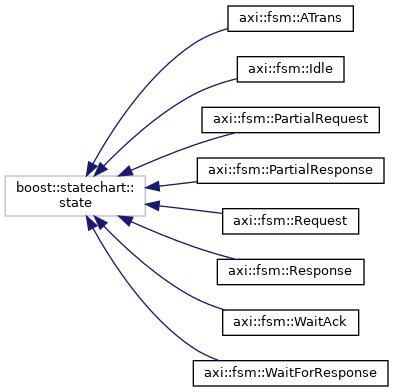 axi::fsm::ATrans
axi::fsm::Idle
axi::fsm::PartialRequest
axi::fsm::PartialResponse
boost::statechart::
state
axi::fsm::Request
axi::fsm::Response
axi::fsm::WaitAck
axi::fsm::WaitForResponse